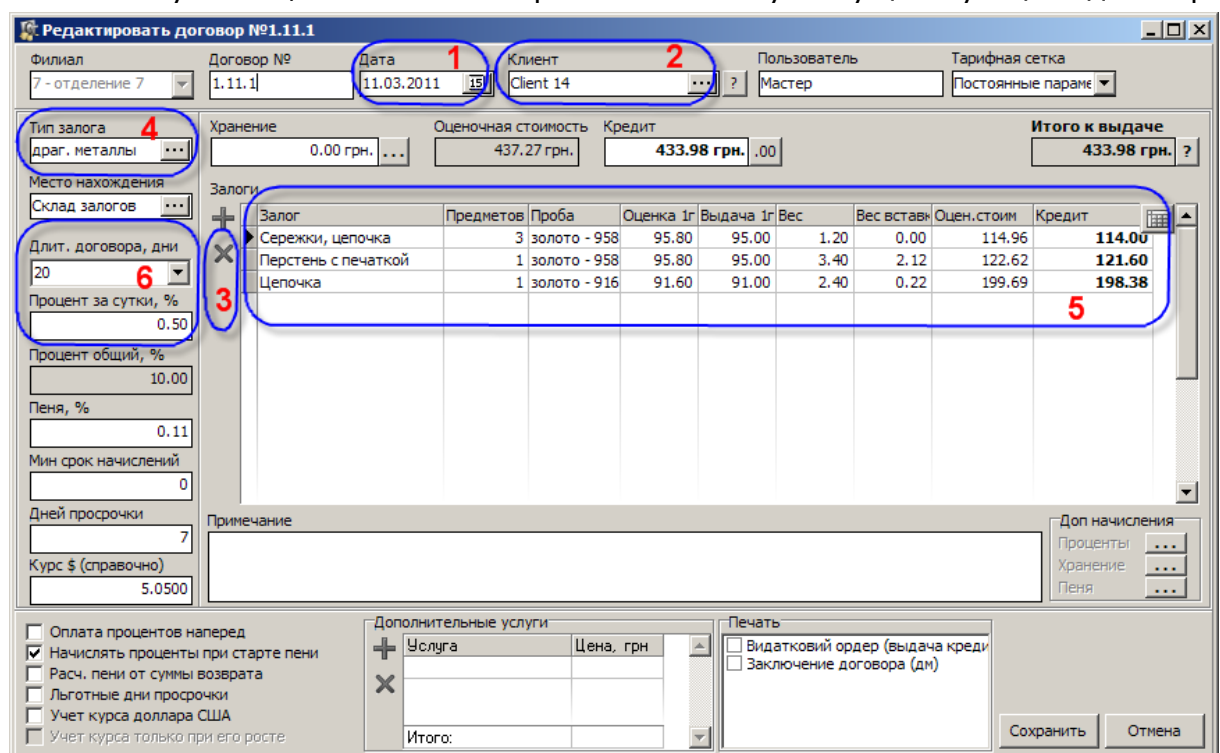 Редактировать договор №1.11.1
Филиал Договор № Дата 1 Клиент 2 Пользователь Тарифная сетка
7 - отделение 7 1.11.1 11.03.2011 15 Client 14 ... ? Мастер Постоянные параме
Тип залога 4 Хранение Оценочная стоимость Кредит Итого к выдаче
драг. металлы ... 0.00 грн. ... 437.27 грн. 433.98 грн. .00 433.98 грн. ?
Место нахождения Залоги
Склад залогов ...
Залог Предметов Проба Оценка 1г Выдача 1г Вес Вес вставк Оцен.стоим Кредит
Сережки, цепочка 3 золото - 958 95.80 95.00 1.20 0.00 114.96 114.00
Перстень с печаткой 1 золото - 958 95.80 95.00 3.40 2.12 122.62 121.60
Цепочка 1 золото - 916 91.60 91.00 2.40 0.22 199.69 198.38
3
5
Длит. договора, дни
20 6
Процент за сутки, %
0.50
Процент общий, %
10.00
Пеня, %
0.11
Мин срок начислений
0
Дней просрочки
7
Курс $ (справочно)
5.0500
Примечание
Доп начисления
Проценты ...
Хранение ...
Пеня ...
Оплата процентов наперед
Начислять проценты при старте пени
Расч. пени от суммы возврата
Льготные дни просрочки
Учет курса доллара США
Учет курса только при его росте
Дополнительные услуги
Услуга Цена, грн
Итого:
Печать
Видатковий ордер (выдача креди
Заключение договора (дм)
Сохранить Отмена